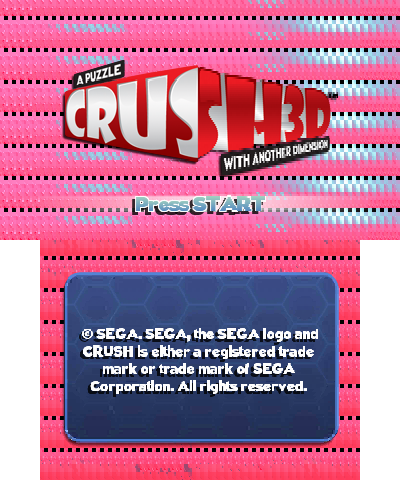 A PUZZLE
CRUSH3D™
WITH ANOTHER DIMENSION
Press START
© SEGA. SEGA, the SEGA logo and
CRUSH is either a registered trade
mark or trade mark of SEGA
Corporation. All rights reserved.